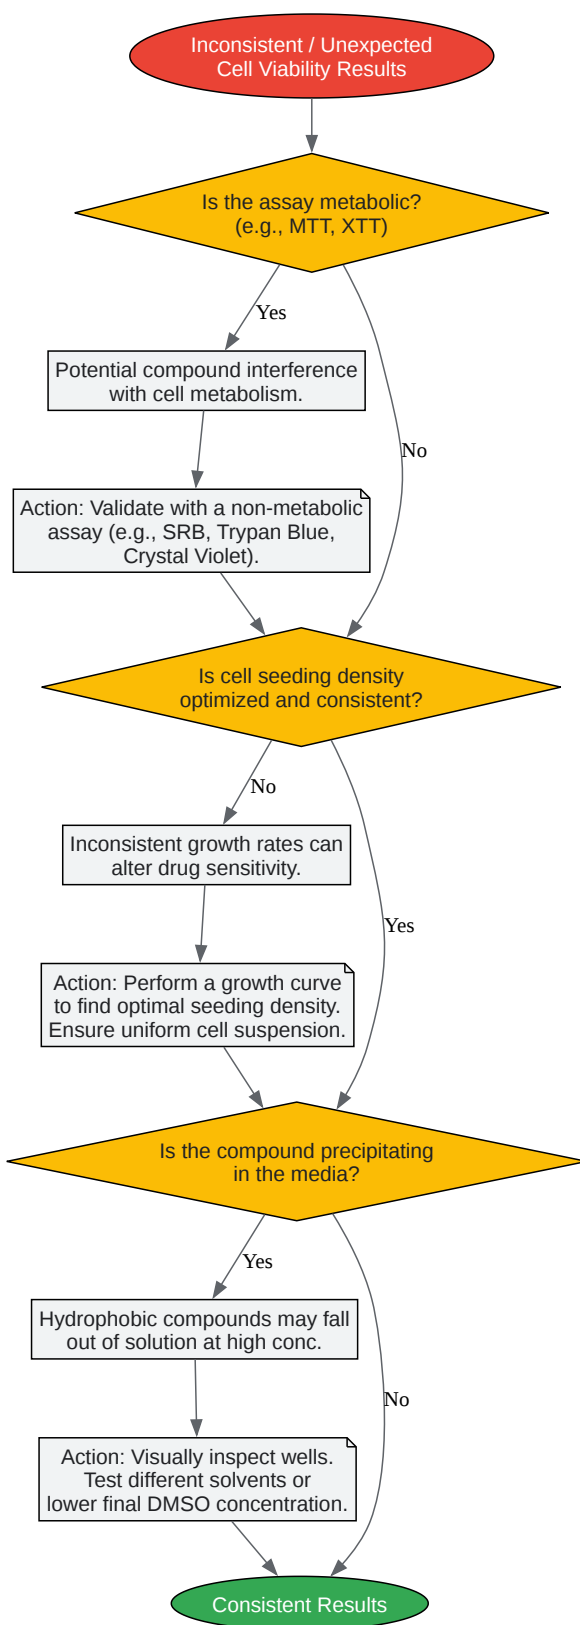 Inconsistent / Unexpected
Cell Viability Results
Is the assay metabolic?
(e.g., MTT, XTT)
Yes
Potential compound interference
with cell metabolism.
No
Action: Validate with a non-metabolic
assay (e.g., SRB, Trypan Blue,
Crystal Violet).
Is cell seeding density
optimized and consistent?
No
Inconsistent growth rates can
alter drug sensitivity.
Yes
Action: Perform a growth curve
to find optimal seeding density.
Ensure uniform cell suspension.
Is the compound precipitating
in the media?
Yes
Hydrophobic compounds may fall
out of solution at high conc.
No
Action: Visually inspect wells.
Test different solvents or
lower final DMSO concentration.
Consistent Results